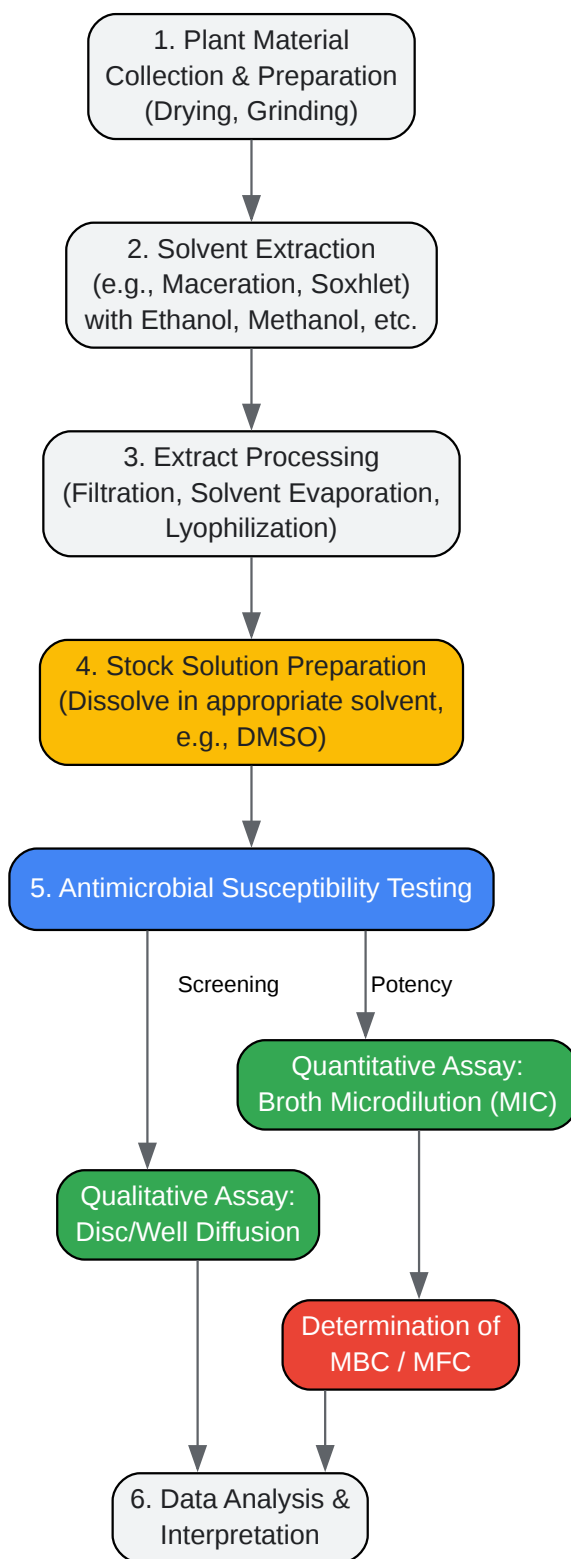 1. Plant Material
Collection & Preparation
(Drying, Grinding)
2. Solvent Extraction
(e.g., Maceration, Soxhlet)
with Ethanol, Methanol, etc.
3. Extract Processing
(Filtration, Solvent Evaporation,
Lyophilization)
4. Stock Solution Preparation
(Dissolve in appropriate solvent,
e.g., DMSO)
5. Antimicrobial Susceptibility Testing
Screening
Potency
Quantitative Assay:
Broth Microdilution (MIC)
Qualitative Assay:
Disc/Well Diffusion
Determination of
MBC / MFC
6. Data Analysis &
Interpretation